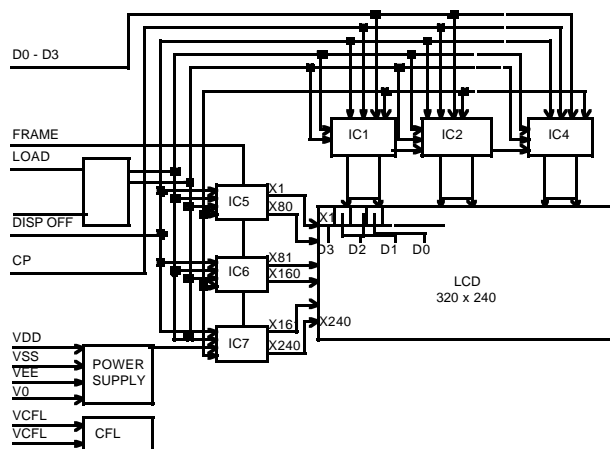 D0 - D3
FRAME
LOAD
DISP OFF
CP
VDD
VSS
VEE
V0
VCFL
VCFL
POWER
SUPPLY
CFL
IC1
IC2
IC4
IC5
IC6
IC7
X1
X80
X81
X160
X16
X240
X1
D3
D2
D1
D0
X240
LCD
320 x 240